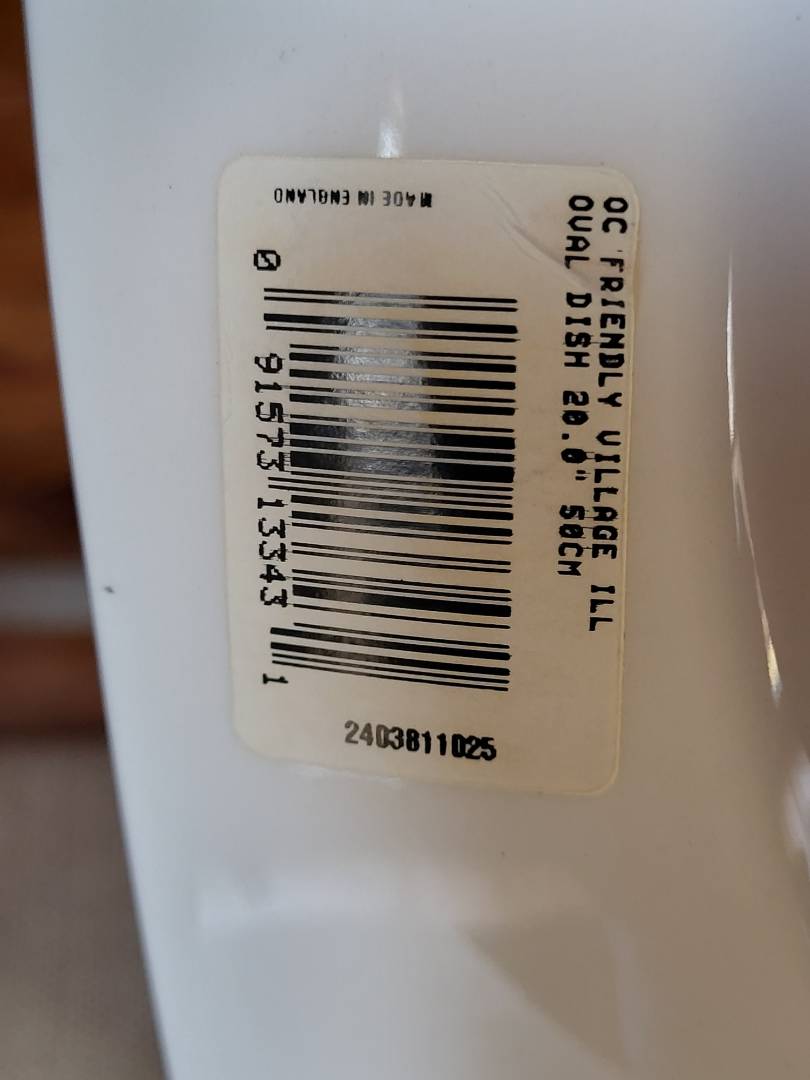 OC FRIENDLY VILLAGE ILL
OVAL DISH 20.0" 50CM
0 91573 13343 1
MADE IN ENGLAND
2403811025